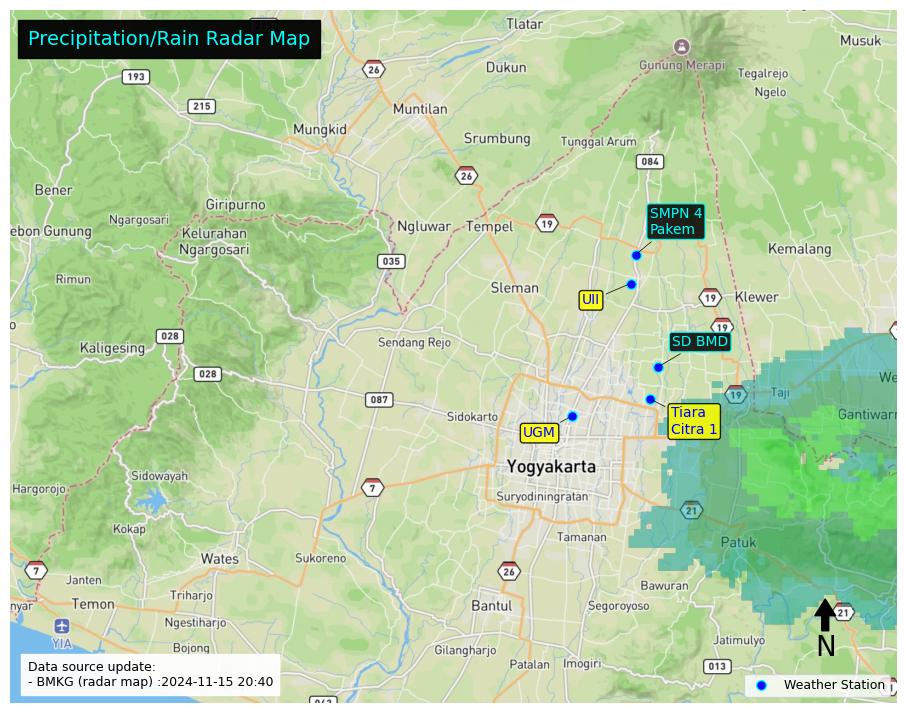 Precipitation/Rain Radar Map
Tlatar
Musuk
26
193
Dukun
Gunung Merapi
Tegalrejo
Ngelo
215
Muntilan
Mungkid
Srumbung
Tunggal Arum
084
26
Bener
Giripurno
SMPN 4
Pakem
Ngargosari
ebon Gunung
Kelurahan
Ngargosari
Ngluwar
Tempel
19
Kemalang
035
Rimun
Sleman
UII
19
Klewer
19
028
Sendang Rejo
SD BMD
Kaligesing
028
We
087
19
Taji
Sidokarto
Tiara
Citra 1
Gantiwarn
UGM
Yogyakarta
Sidowayah
7
Hargorojo
Suryodiningratan
21
Kokap
Tamanan
Patuk
Wates
Sukoreno
7
26
Janten
Bawuran
nyar
Temon
Triharjo
Bantul
Segoroyoso
21
YIA
Ngestiharjo
Bojong
Gilangharjo
Jatimulyo
N
Patalan
Imogiri
013
Data source update:
- BMKG (radar map) :2024-11-15 20:40
Weather Station